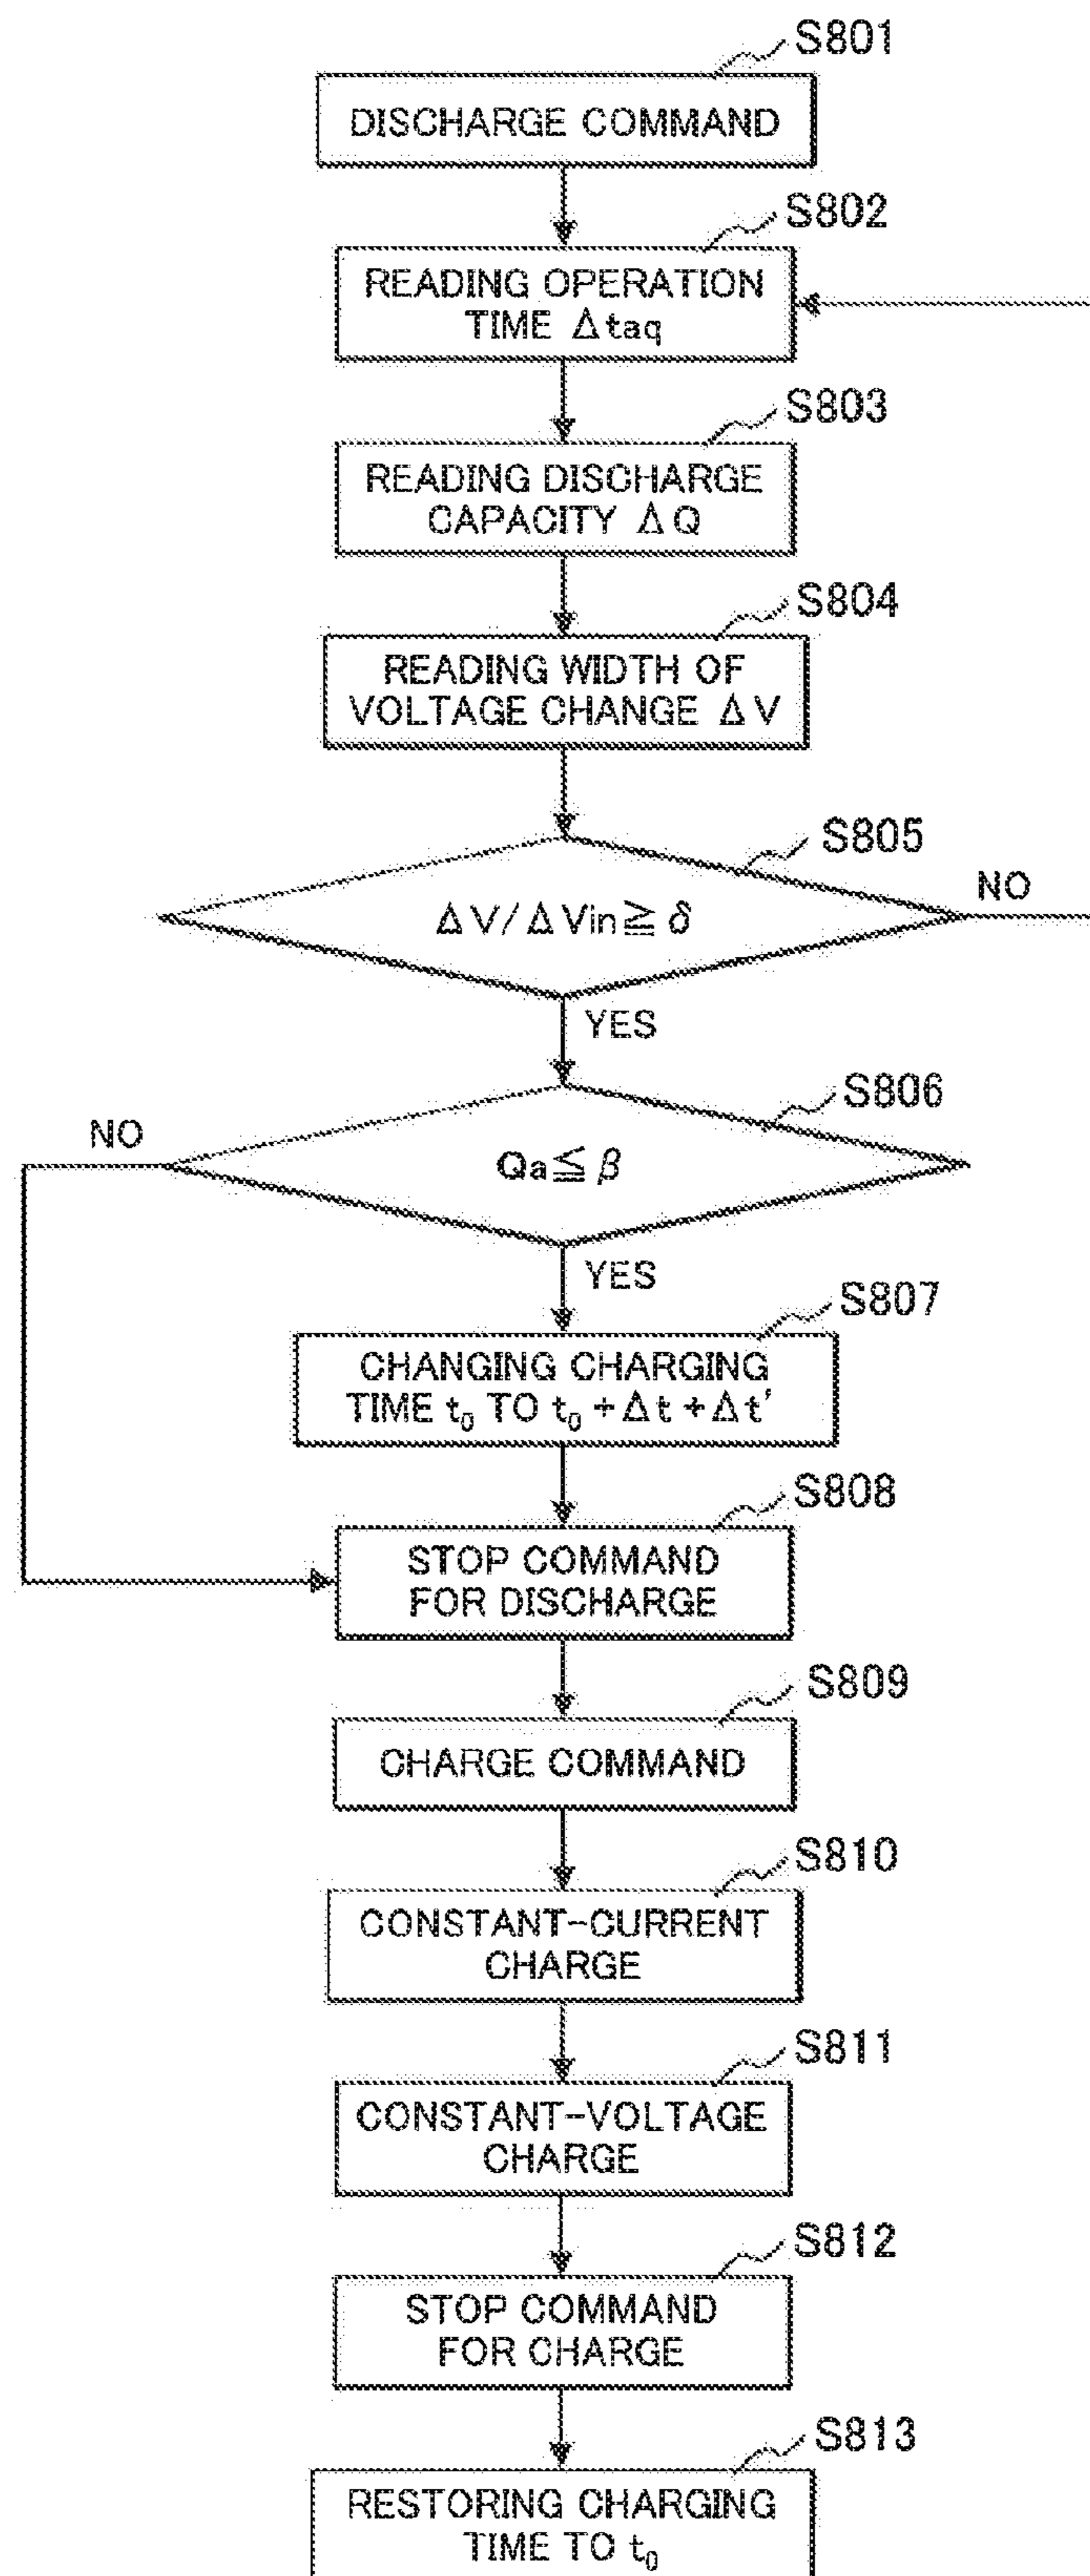 S801
DISCHARGE COMMAND
S802
READING OPERATION
TIME Δtaq
S803
READING DISCHARGE
CAPACITY ΔQ
S804
READING WIDTH OF
VOLTAGE CHANGE ΔV
S805
ΔV/ΔVin≧δ
NO
YES
S806
NO
Qa≦β
YES
S807
CHANGING CHARGING
TIME t₀ TO t₀+Δt+Δt'
S808
STOP COMMAND
FOR DISCHARGE
S809
CHARGE COMMAND
S810
CONSTANT-CURRENT
CHARGE
S811
CONSTANT-VOLTAGE
CHARGE
S812
STOP COMMAND
FOR CHARGE
S813
RESTORING CHARGING
TIME TO t₀